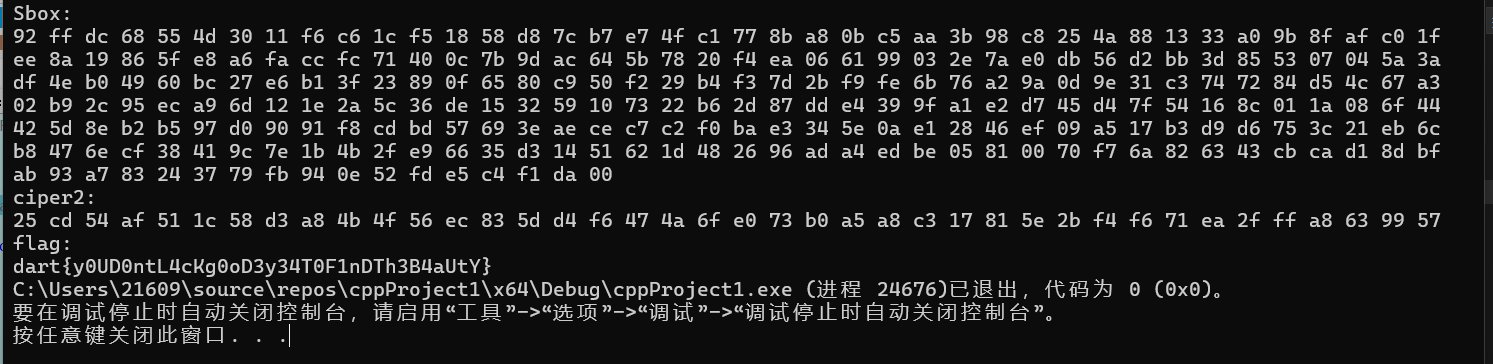 Sbox:
92 ff dc 68 55 4d 30 11 f6 c6 1c f5 18 58 d8 7c b7 e7 4f c1 77 8b a8 0b c5 aa 3b 98 c8 25 4a 88 13 33 a0 9b 8f af c0 1f
ee 8a 19 86 5f e8 a6 fa cc fc 71 40 0c 7b 9d ac 64 5b 78 20 f4 ea 06 61 99 03 2e 7a e0 db 56 d2 bb 3d 85 53 07 04 5a 3a
df 4e b0 49 60 bc 27 e6 b1 3f 23 89 0f 65 80 c9 50 f2 29 b4 f3 7d 2b f9 fe 6b 76 a2 9a 0d 9e 31 c3 74 72 84 d5 4c 67 a3
02 b9 2c 95 ec a9 6d 12 1e 2a 5c 36 de 15 32 59 10 73 22 b6 2d 87 dd e4 39 9f a1 e2 d7 45 d4 7f 54 16 8c 01 1a 08 6f 44
42 5d 8e b2 b5 97 d0 90 91 f8 cd bd 57 69 3e ae ce c7 c2 f0 ba e3 34 5e 0a e1 28 46 ef 09 a5 17 b3 d9 d6 75 3c 21 eb 6c
b8 47 6e cf 38 41 9c 7e 1b 4b 2f e9 66 35 d3 14 51 62 1d 48 26 96 ad a4 ed be 05 81 00 70 f7 6a 82 63 43 cb ca d1 8d bf
ab 93 a7 83 24 37 79 fb 94 0e 52 fd e5 c4 f1 da 00
ciper2:
25 cd 54 af 51 1c 58 d3 a8 4b 4f 56 ec 83 5d d4 f6 47 4a 6f e0 73 b0 a5 a8 c3 17 81 5e 2b f4 f6 71 ea 2f ff a8 63 99 57
flag:
dart{y0UD0ntL4cKg0oD3y34T0F1nDTh3B4aUtY}
C:\Users\21609\source\repos\cppProject1\x64\Debug\cppProject1.exe (进程 24676)已退出，代码为 0 (0x0)。
要在调试停止时自动关闭控制台，请启用“工具”->“选项”->“调试”->“调试停止时自动关闭控制台”。
按任意键关闭此窗口. . .